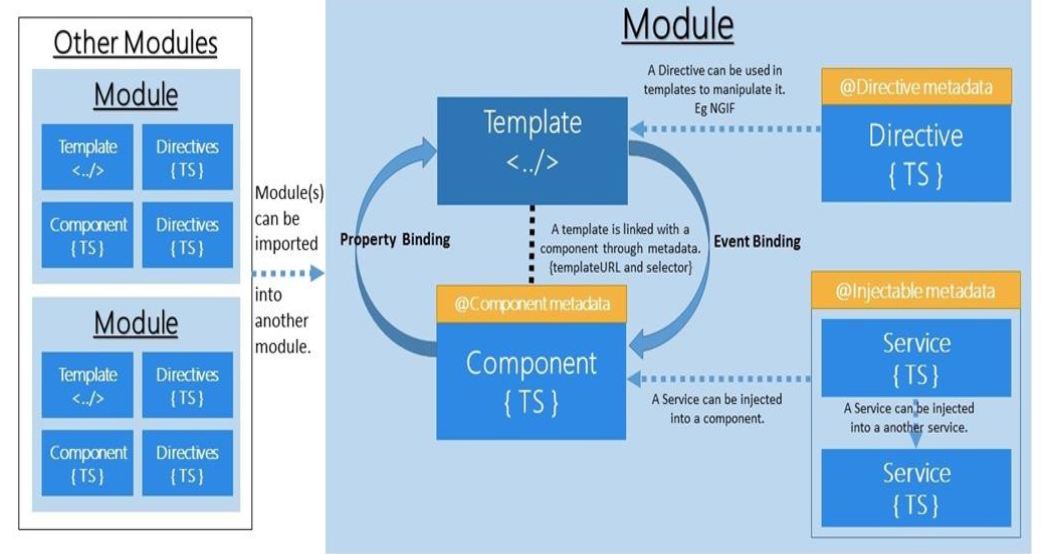 Other Modules
Module
Template
<../>
Directives
{ TS }
Component
{ TS }
Directives
{ TS }
Module
Template
<../>
Directives
{ TS }
Component
{ TS }
Directives
{ TS }
Module(s)
can be
imported
into
another
module.
Module
Template
<../>
A Directive can be used in
templates to manipulate it.
Eg NGIF
@Directive metadata
Directive
{ TS }
Property Binding
A template is linked with a
component through metadata.
{templateURL and selector}
Event Binding
@Component metadata
Component
{ TS }
A Service can be injected
into a component.
@Injectable metadata
Service
{ TS }
A Service can be injected
into a another service.
Service
{ TS }